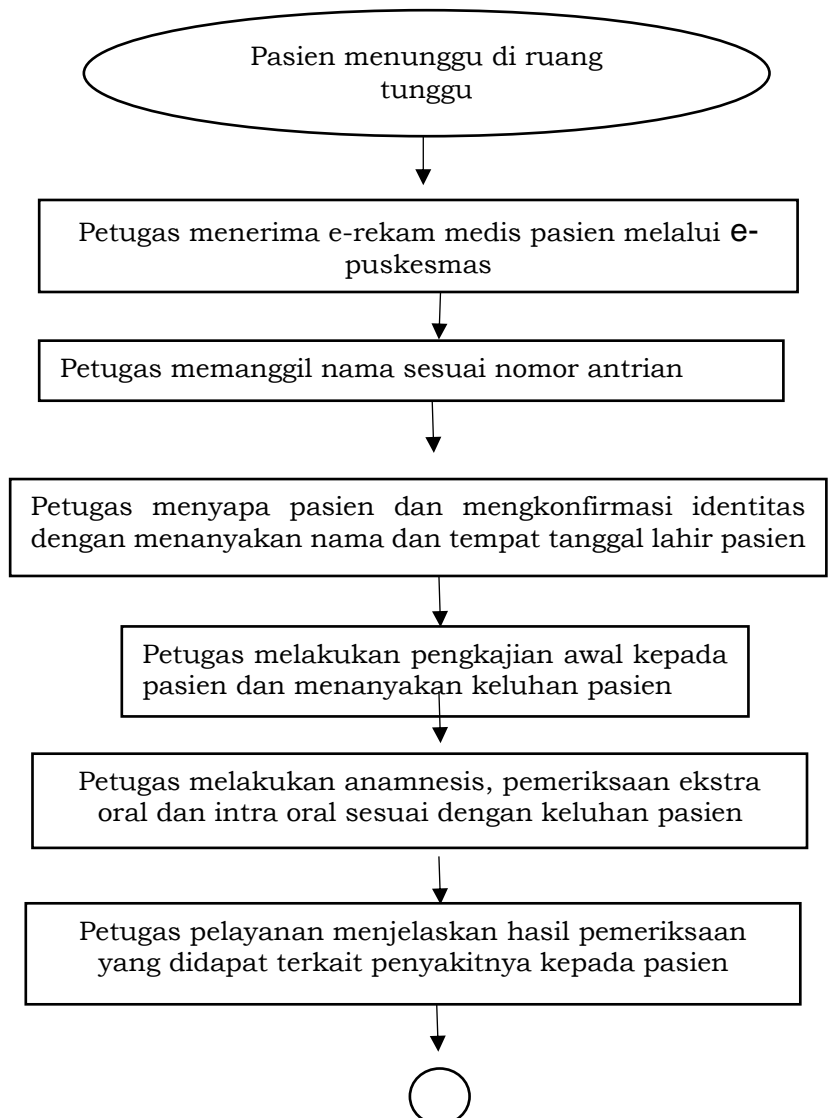 Pasien menunggu di ruang
tunggu
Petugas menerima e-rekam medis pasien melalui e-
puskesmas
Petugas memanggil nama sesuai nomor antrian
Petugas menyapa pasien dan mengkonfirmasi identitas
dengan menanyakan nama dan tempat tanggal lahir pasien
Petugas melakukan pengkajian awal kepada
pasien dan menanyakan keluhan pasien
Petugas melakukan anamnesis, pemeriksaan ekstra
oral dan intra oral sesuai dengan keluhan pasien
Petugas pelayanan menjelaskan hasil pemeriksaan
yang didapat terkait penyakitnya kepada pasien